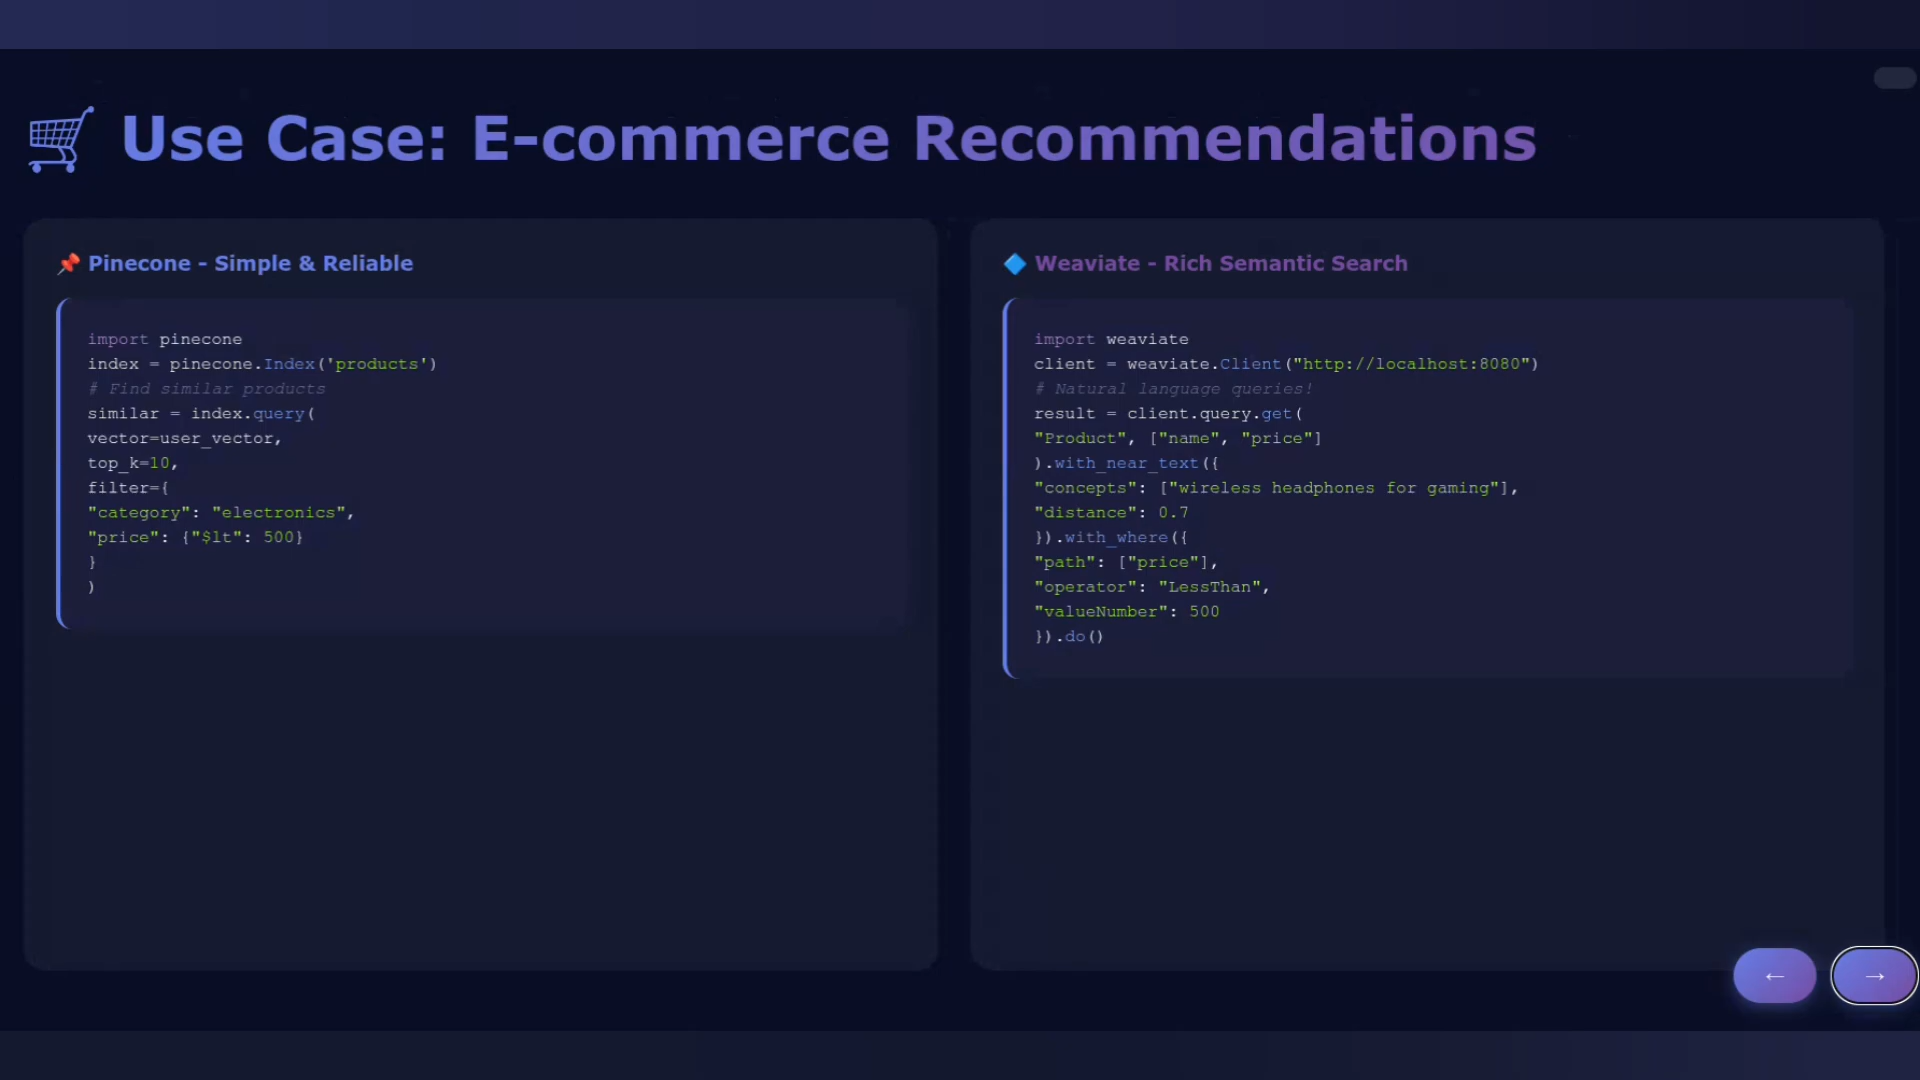 🛒 Use Case: E-commerce Recommendations
📌 Pinecone - Simple & Reliable
import pinecone
index = pinecone.Index('products')
# Find similar products
similar = index.query(
vector=user_vector,
top_k=10,
filter={
"category": "electronics",
"price": {"$lt": 500}
}
)
🔷 Weaviate - Rich Semantic Search
import weaviate
client = weaviate.Client("http://localhost:8080")
# Natural language queries!
result = client.query.get(
"Product", ["name", "price"]
).with_near_text({
"concepts": ["wireless headphones for gaming"],
"distance": 0.7
}).with_where({
"path": ["price"],
"operator": "LessThan",
"valueNumber": 500
}).do()
← →